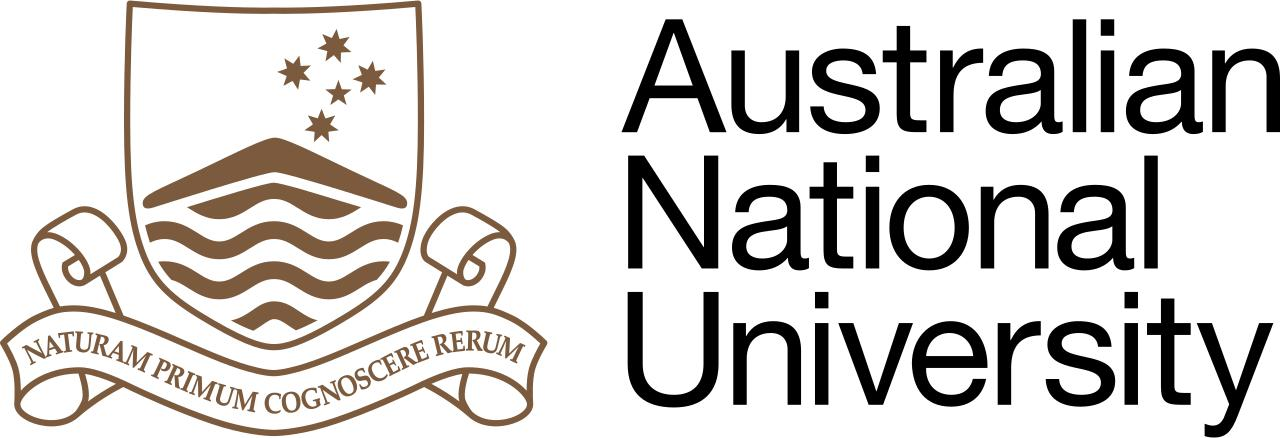 NATURAM PRIMUM COGNOSCERE RERUM
Australian
National
University